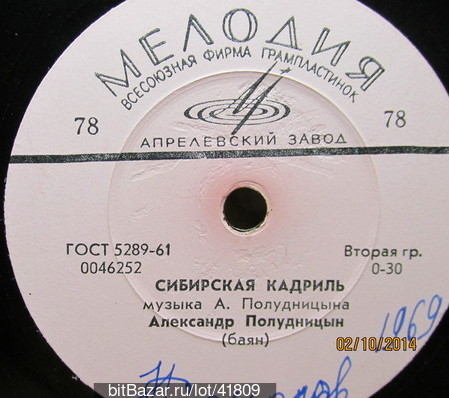 МЕЛОДИЯ
ВСЕСОЮЗНАЯ ФИРМА ГРАМПЛАСТИНОК
78 78
АПРЕЛЕВСКИЙ ЗАВОД
ГОСТ 5289-61 Вторая гр.
0046252 0-30
СИБИРСКАЯ КАДРИЛЬ
музыка А. Полудницына
Александр Полудницын
(баян)
1969
02/10/2014
bitBazar.ru/lot/41809